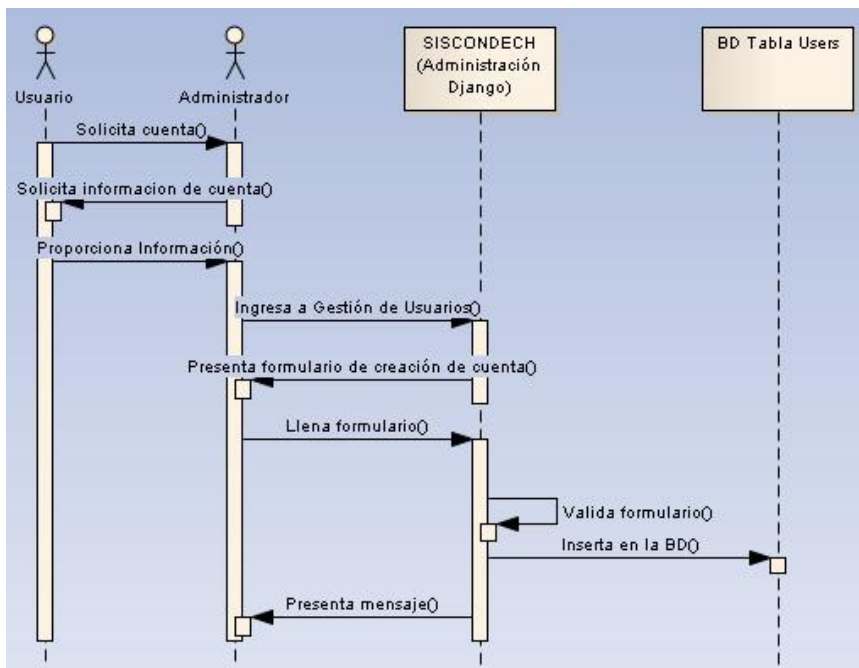 SISCONDECH
(Administración
Django)
BD Tabla Users
Usuario
Administrador
Solicita cuenta()
Solicita informacion de cuenta()
Proporciona Información()
Ingresa a Gestión de Usuarios()
Presenta formulario de creación de cuenta()
Llena formulario()
Valida formulario()
Inserta en la BD()
Presenta mensaje()